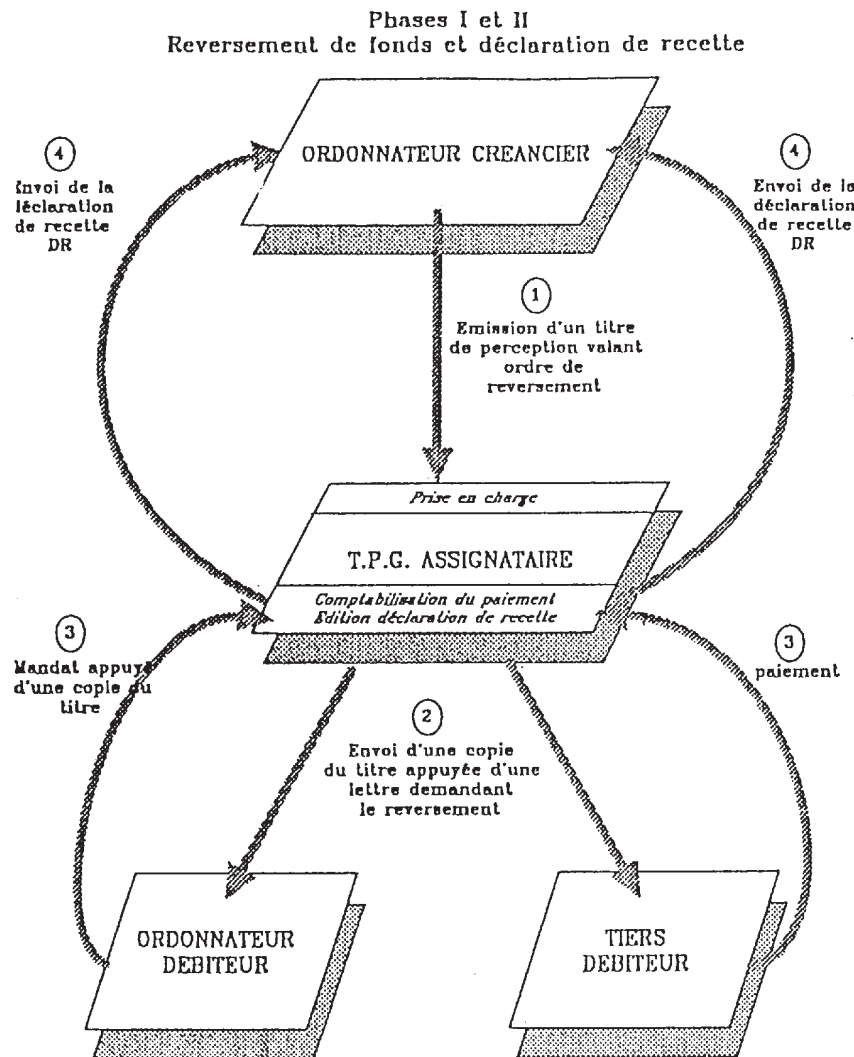 Phases I et II
Reversement de fonds et déclaration de recette
ORDONNATEUR CREANCIER
4
Envoi de la
déclaration
de recette
DR
4
Envoi de la
déclaration
de recette
DR
1
Emission d'un titre
de perception valant
ordre de
reversement
Prise en charge
T.P.G. ASSIGNATAIRE
Comptabilisation du paiement
Edition déclaration de recette
3
Mandat appuyé
d'une copie du
titre
3
paiement
2
Envoi d'une copie
du titre appuyée d'une
lettre demandant
le reversement
ORDONNATEUR
DEBITEUR
TIERS
DEBITEUR